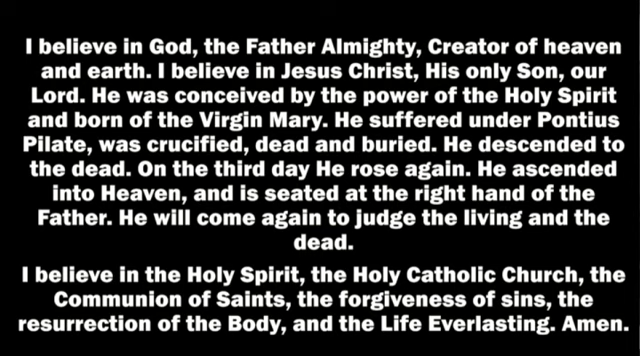 I believe in God, the Father Almighty, Creator of heaven
and earth. I believe in Jesus Christ, His only Son, our
Lord. He was conceived by the power of the Holy Spirit
and born of the Virgin Mary. He suffered under Pontius
Pilate, was crucified, dead and buried. He descended to
the dead. On the third day He rose again. He ascended
into Heaven, and is seated at the right hand of the
Father. He will come again to judge the living and the
dead.
I believe in the Holy Spirit, the Holy Catholic Church, the
Communion of Saints, the forgiveness of sins, the
resurrection of the Body, and the Life Everlasting. Amen.